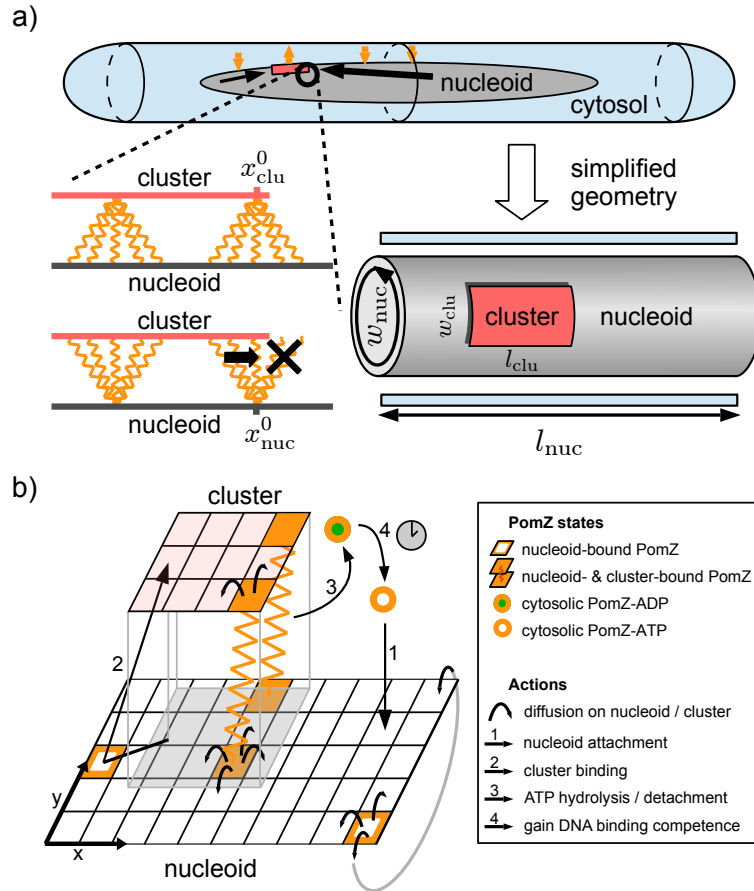 a)
nucleoid
cytosol
cluster
x⁰clu
nucleoid
cluster
nucleoid
x⁰nuc
simplified
geometry
wnuc
wclu
cluster
lclu
nucleoid
lnuc
b)
cluster
4
3
2
1
y
x
nucleoid
PomZ states
nucleoid-bound PomZ
nucleoid- & cluster-bound PomZ
cytosolic PomZ-ADP
cytosolic PomZ-ATP
Actions
diffusion on nucleoid / cluster
1 nucleoid attachment
2 cluster binding
3 ATP hydrolysis / detachment
4 gain DNA binding competence